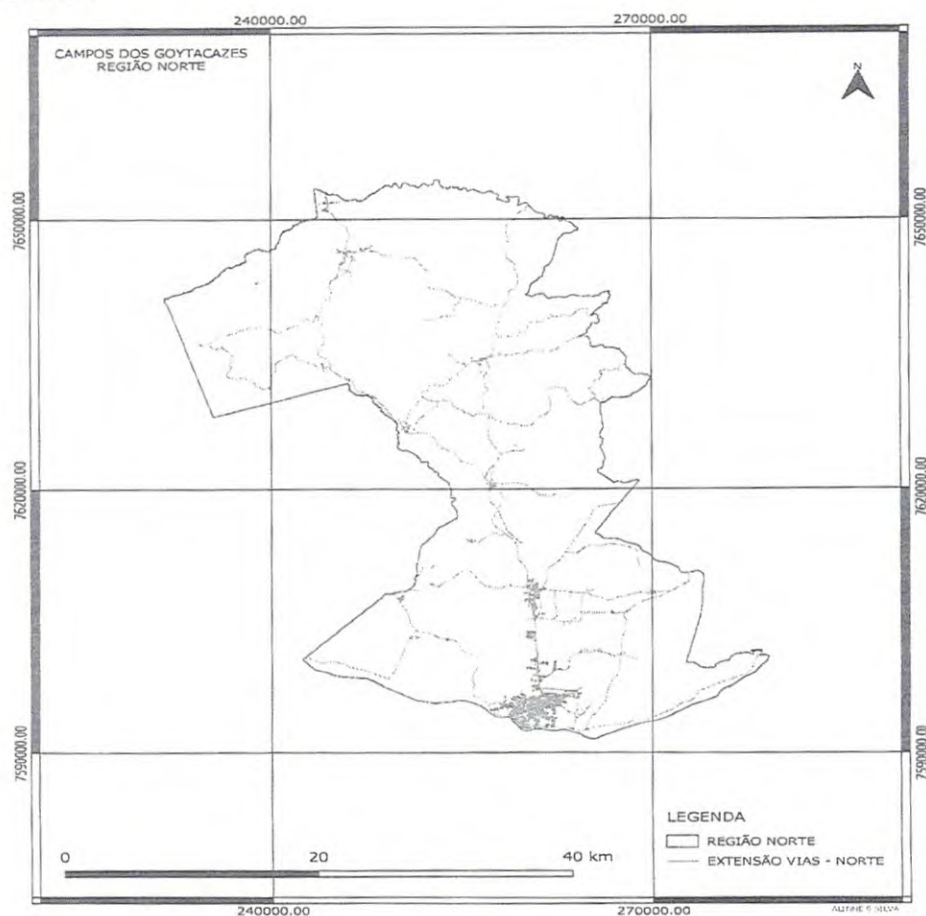 240000.00
270000.00
CAMPOS DOS GOYTACAZES
REGIÃO NORTE
N
7650000.00
7650000.00
7620000.00
7620000.00
7590000.00
7590000.00
LEGENDA
REGIÃO NORTE
EXTENSÃO VIAS - NORTE
0
20
40 km
240000.00
270000.00